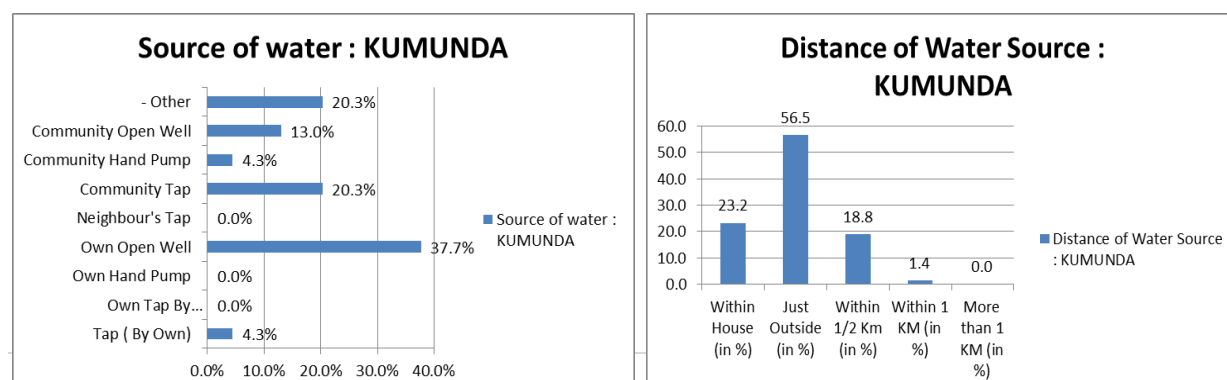 Source of water : KUMUNDA
- Other
20.3%
Community Open Well
13.0%
Community Hand Pump
4.3%
Community Tap
20.3%
Neighbour's Tap
0.0%
Own Open Well
37.7%
Own Hand Pump
0.0%
Own Tap By...
0.0%
Tap ( By Own)
4.3%
0.0% 10.0% 20.0% 30.0% 40.0%
Source of water :
KUMUNDA
Distance of Water Source :
KUMUNDA
60.0
50.0
40.0
30.0
20.0
10.0
0.0
23.2
56.5
18.8
1.4
0.0
Within
House
(in %)
Just
Outside
(in %)
Within
1/2 Km
(in %)
Within 1
KM (in
%)
More
than 1
KM (in
%)
Distance of Water Source
: KUMUNDA